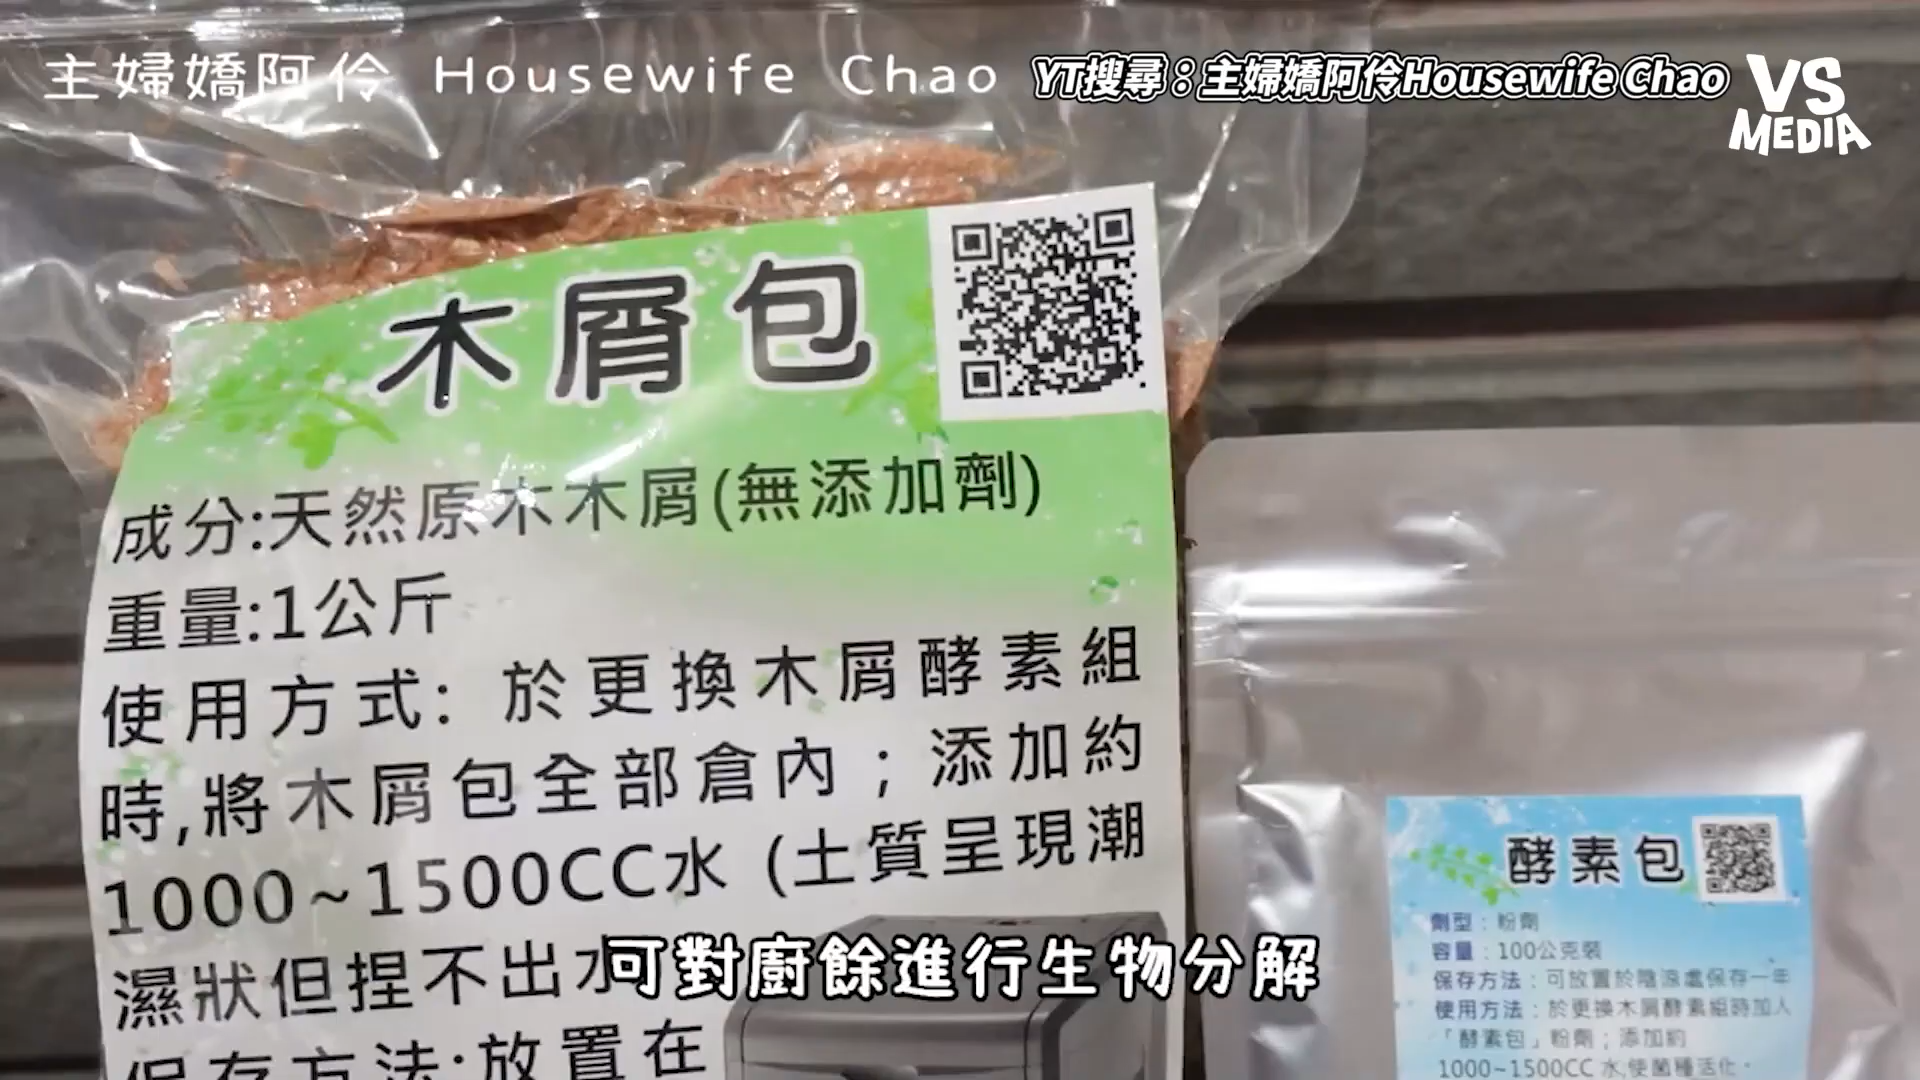 主婦嬌阿伶 Housewife Chao
YT搜尋：主婦嬌阿伶Housewife Chao
VS
MEDIA
木屑包
成分:天然原木木屑(無添加劑)
重量:1公斤
使用方式: 於更換木屑酵素組
時,將木屑包全部倉內；添加約
1000~1500CC水 (土質呈現潮
濕狀但捏不出水
保存方法:放置在
可對廚餘進行生物分解
酵素包
劑型：粉劑
容量：100公克裝
保存方法：可放置於陰涼處保存一年
使用方法：於更換木屑酵素組時加入
「酵素包」粉劑；添加約
1000~1500CC 水,使菌種活化。